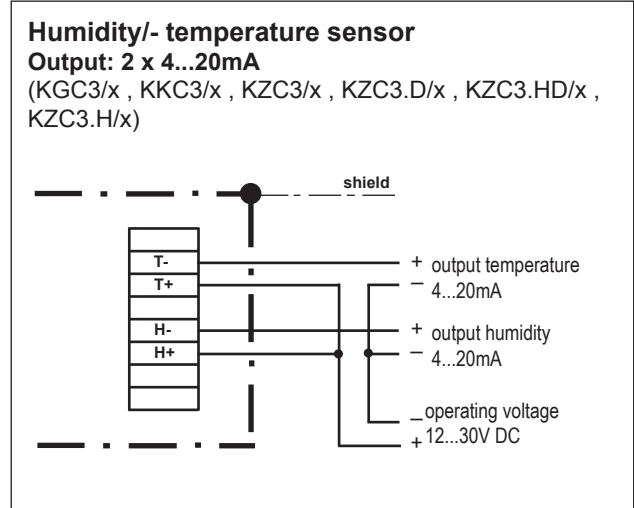 Humidity/- temperature sensor
Output: 2 x 4...20mA
(KGC3/x , KKC3/x , KZC3/x , KZC3.D/x , KZC3.HD/x ,
KZC3.H/x)
shield
T-
+ output temperature
T+
− 4...20mA
H-
+ output humidity
H+
− 4...20mA
− operating voltage
+ 12...30V DC